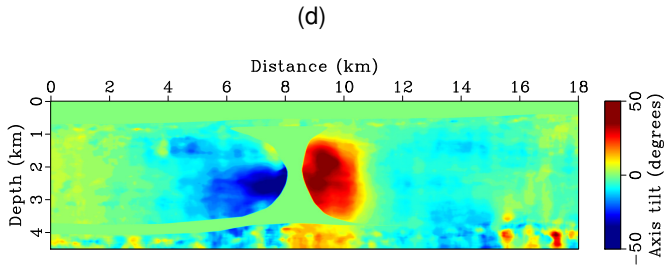 (d)
Distance (km)
0 2 4 6 8 10 12 14 16 18
Depth (km)
0
1
2
3
4
50
0
−50
Axis tilt (degrees)